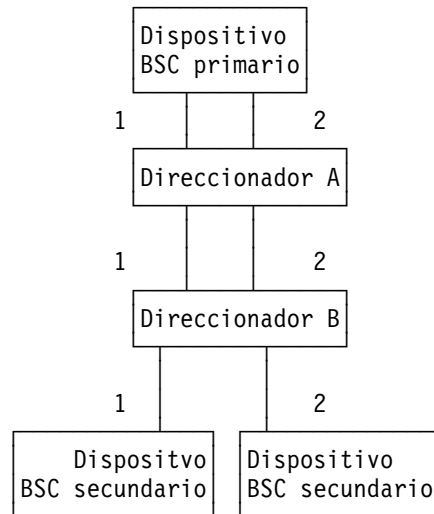 Dispositivo
BSC primario
1 2
Direccionador A
1 2
Direccionador B
1 2
Dispositvo
BSC secundario
Dispositivo
BSC secundario